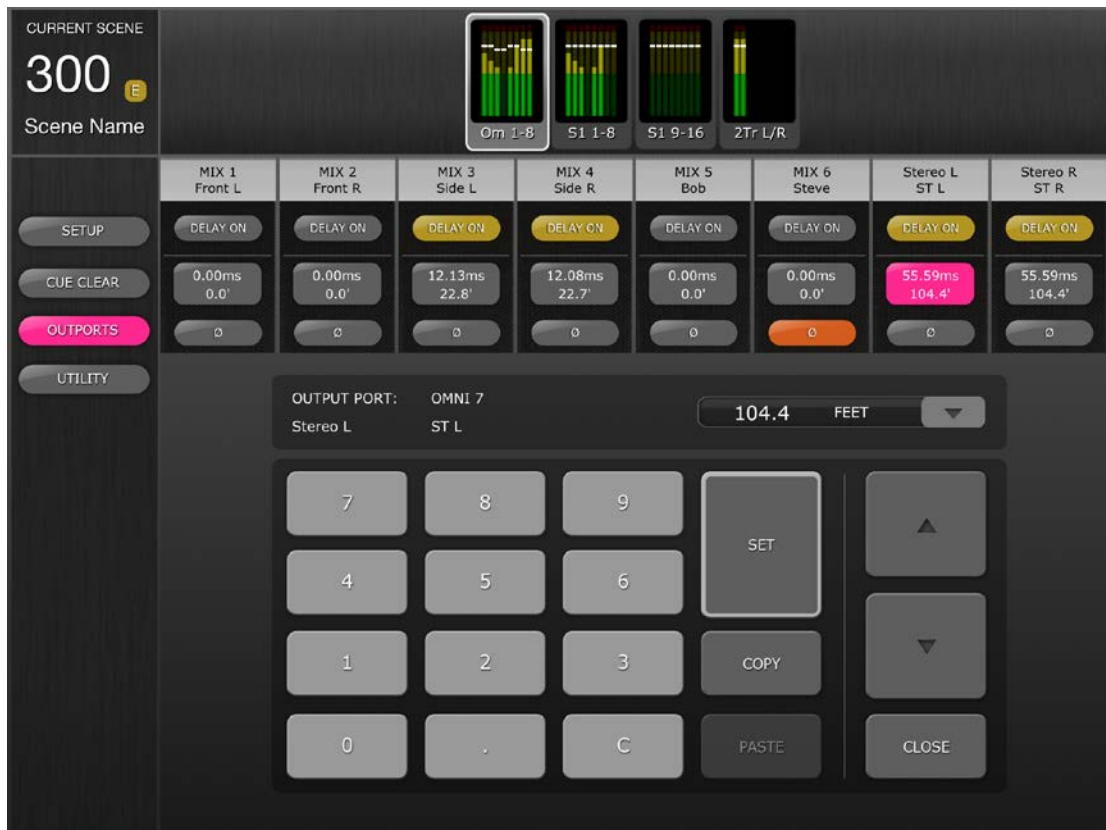 CURRENT SCENE
300 E
Scene Name
Om 1-8
S1 1-8
S1 9-16
2Tr L/R
SETUP
CUE CLEAR
OUTPORTS
UTILITY
MIX 1
Front L
MIX 2
Front R
MIX 3
Side L
MIX 4
Side R
MIX 5
Bob
MIX 6
Steve
Stereo L
ST L
Stereo R
ST R
DELAY ON
DELAY ON
DELAY ON
DELAY ON
DELAY ON
DELAY ON
DELAY ON
DELAY ON
0.00ms
0.0'
0.00ms
0.0'
12.13ms
22.8'
12.08ms
22.7'
0.00ms
0.0'
0.00ms
0.0'
55.59ms
104.4'
55.59ms
104.4'
Ø
Ø
Ø
Ø
Ø
Ø
Ø
Ø
OUTPUT PORT: OMNI 7
Stereo L ST L
104.4 FEET
7 8 9 SET
4 5 6
1 2 3 COPY
0 . C PASTE CLOSE